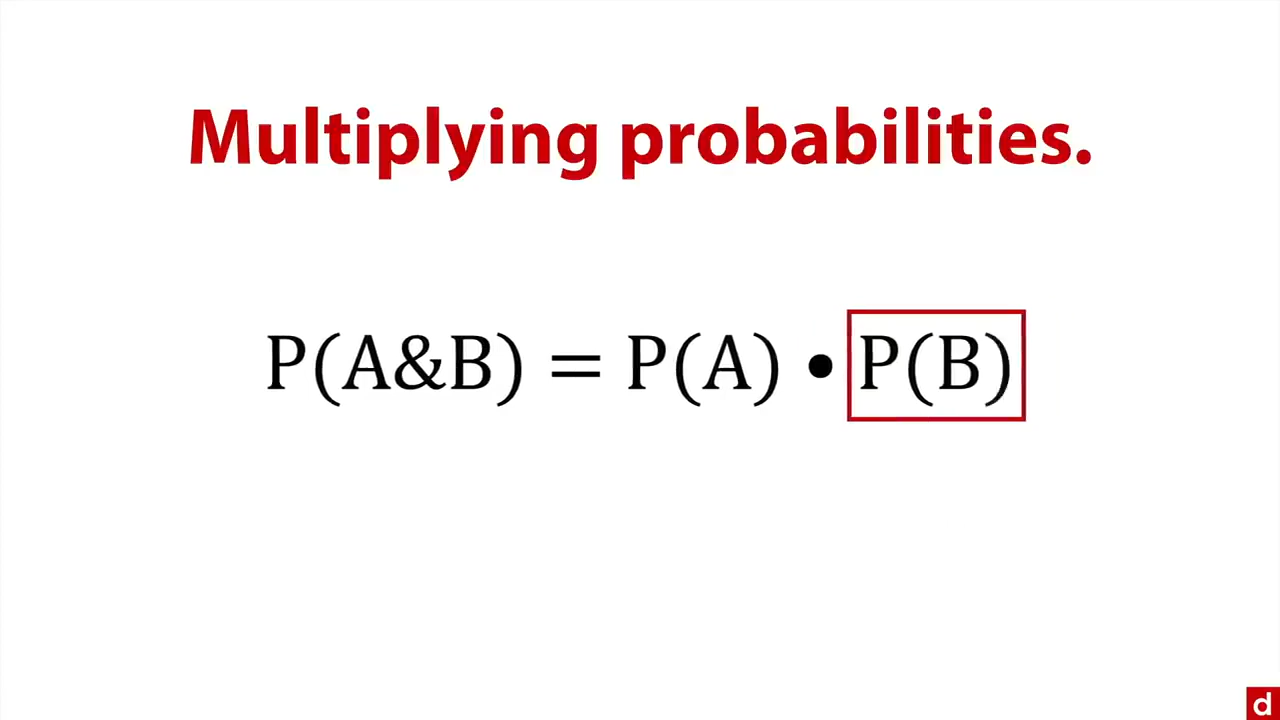 Multiplying probabilities.
P(A&B) = P(A) • P(B)
d